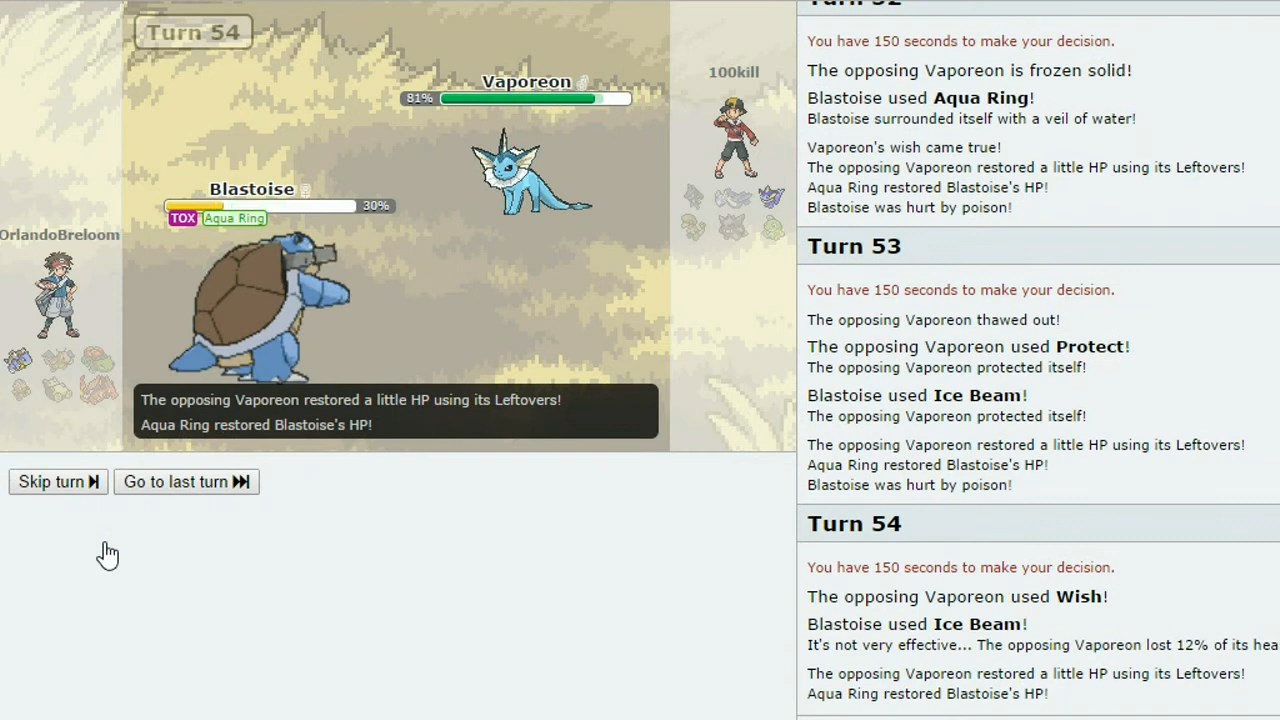 Turn 54
Vaporeon
81%
100kill
Blastoise
30%
TOX Aqua Ring
OrlandoBreloom
The opposing Vaporeon restored a little HP using its Leftovers!
Aqua Ring restored Blastoise's HP!
Skip turn
Go to last turn
Turn 52
You have 150 seconds to make your decision.
The opposing Vaporeon is frozen solid!
Blastoise used Aqua Ring!
Blastoise surrounded itself with a veil of water!
Vaporeon's wish came true!
The opposing Vaporeon restored a little HP using its Leftovers!
Aqua Ring restored Blastoise's HP!
Blastoise was hurt by poison!
Turn 53
You have 150 seconds to make your decision.
The opposing Vaporeon thawed out!
The opposing Vaporeon used Protect!
The opposing Vaporeon protected itself!
Blastoise used Ice Beam!
The opposing Vaporeon protected itself!
The opposing Vaporeon restored a little HP using its Leftovers!
Aqua Ring restored Blastoise's HP!
Blastoise was hurt by poison!
Turn 54
You have 150 seconds to make your decision.
The opposing Vaporeon used Wish!
Blastoise used Ice Beam!
It's not very effective... The opposing Vaporeon lost 12% of its hea
The opposing Vaporeon restored a little HP using its Leftovers!
Aqua Ring restored Blastoise's HP!